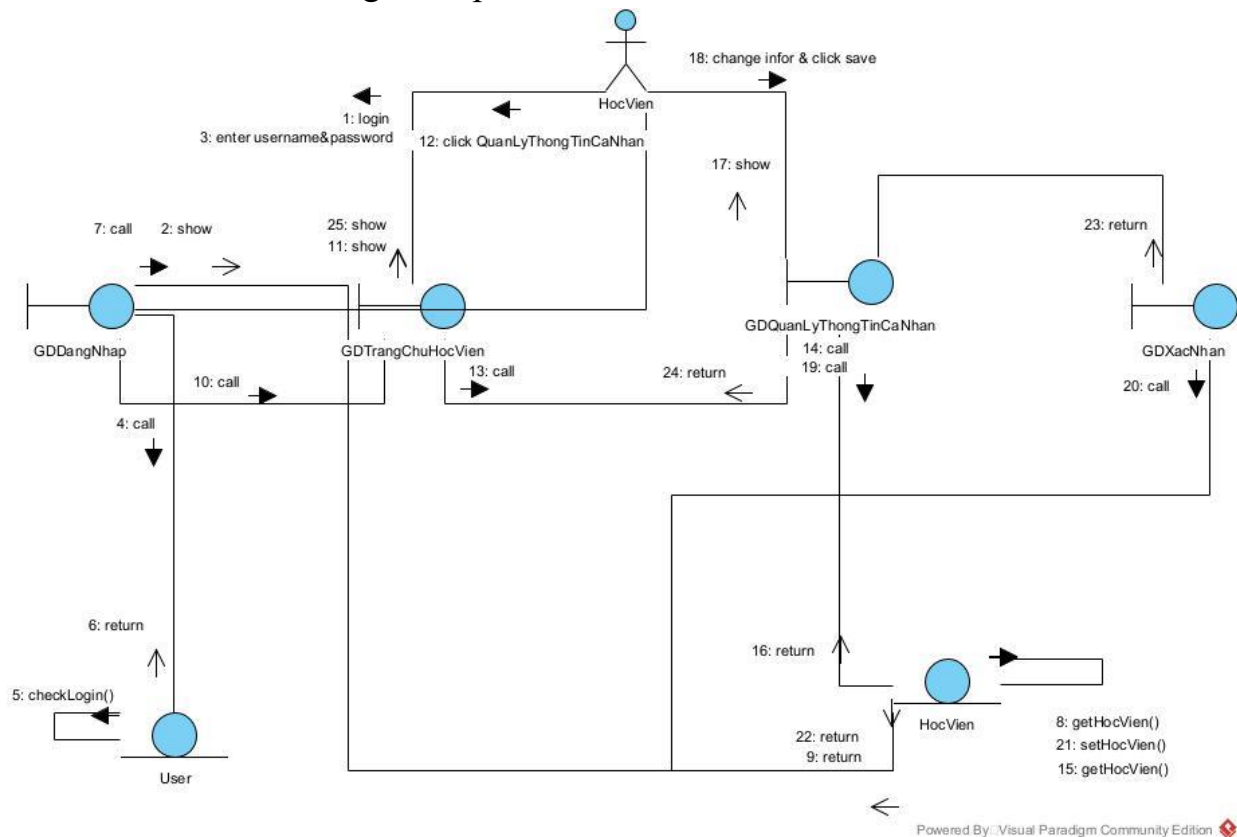 18: change infor & click save
HocVien
1: login
3: enter username&password
12: click QuanLyThongTinCaNhan
17: show
7: call
2: show
25: show
11: show
23: return
GDDangNhap
GDTrangChuHocVien
GDQuanLyThongTinCaNhan
GDXacNhan
14: call
19: call
10: call
13: call
24: return
20: call
4: call
6: return
16: return
5: checkLogin()
HocVien
8: getHocVien()
22: return
21: setHocVien()
9: return
15: getHocVien()
User
Powered By Visual Paradigm Community Edition